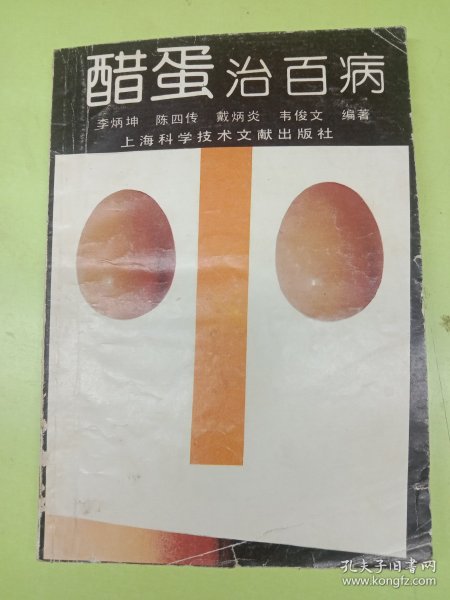 醋蛋治百病
李炳坤 陈四传 戴炳炎 韦俊文 编著
上海科学技术文献出版社
孔夫子旧书网
www.kongfz.com